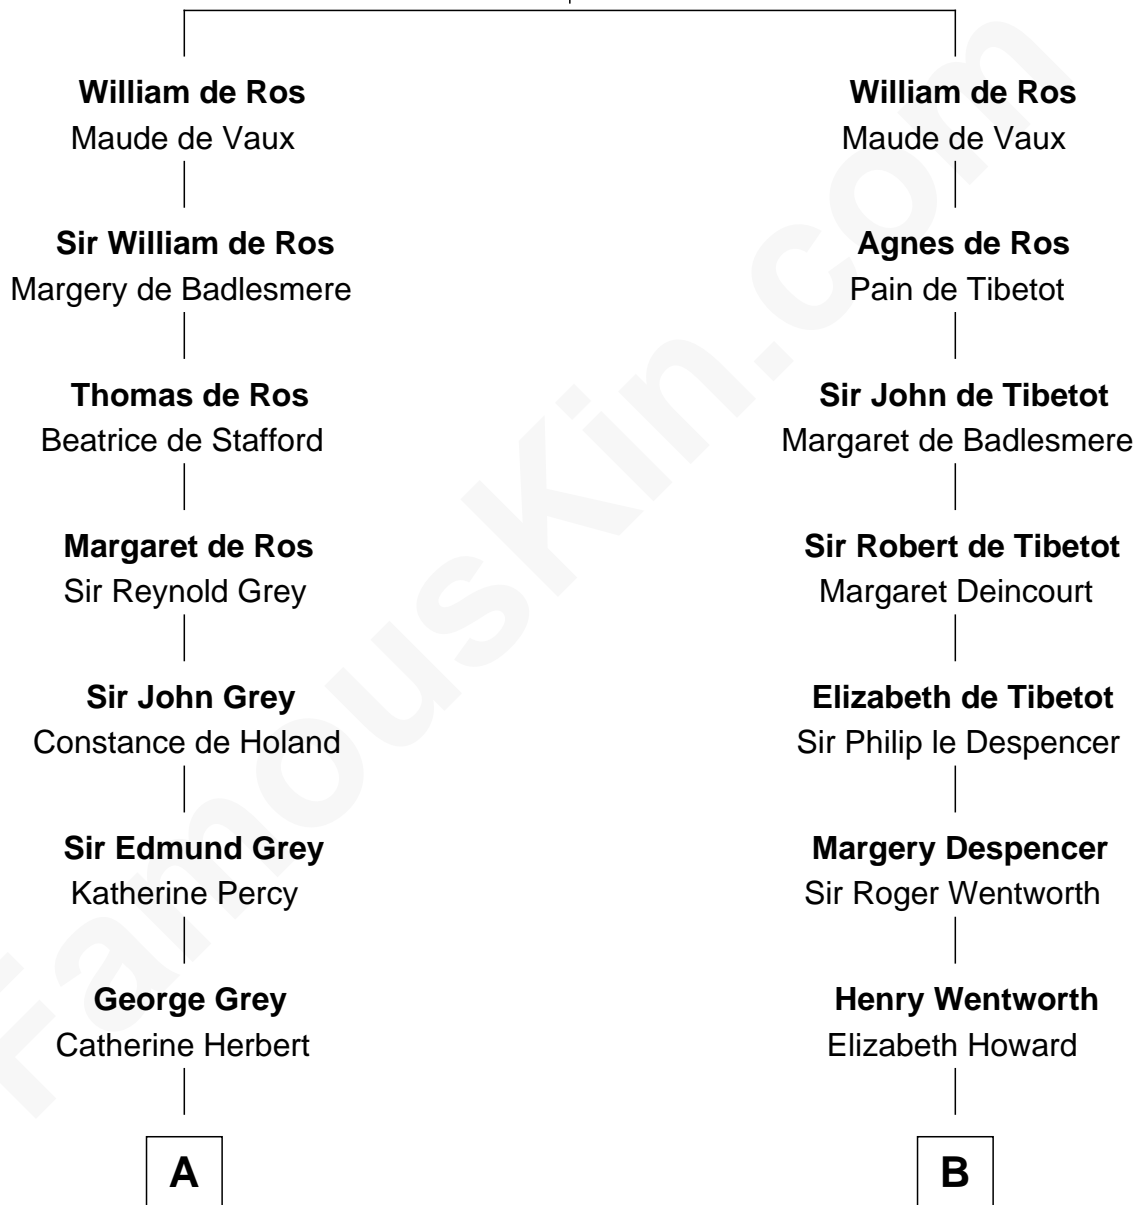 William de Ros
Maude de Vaux
Sir William de Ros
Margery de Badlesmere
Thomas de Ros
Beatrice de Stafford
Margaret de Ros
Sir Reynold Grey
Sir John Grey
Constance de Holand
Sir Edmund Grey
Katherine Percy
George Grey
Catherine Herbert
A
William de Ros
Maude de Vaux
Agnes de Ros
Pain de Tibetot
Sir John de Tibetot
Margaret de Badlesmere
Sir Robert de Tibetot
Margaret Deincourt
Elizabeth de Tibetot
Sir Philip le Despencer
Margery Despencer
Sir Roger Wentworth
Henry Wentworth
Elizabeth Howard
B
FamousKin.com